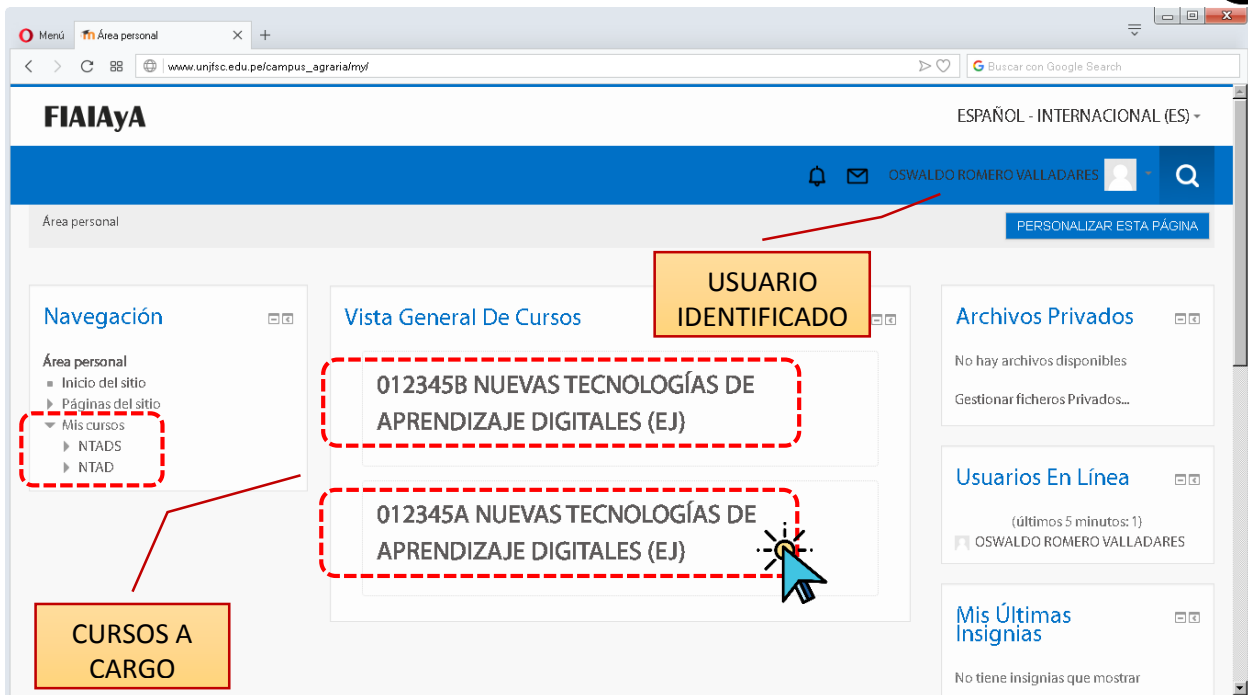 Menú
Área personal
www.unjfsc.edu.pe/campus_agraria/my/
Buscar con Google Search
FIAIAyA
ESPAÑOL - INTERNACIONAL (ES)
OSWALDO ROMERO VALLADARES
Área personal
PERSONALIZAR ESTA PÁGINA
USUARIO
IDENTIFICADO
Navegación
Área personal
Inicio del sitio
Páginas del sitio
Mis cursos
NTADS
NTAD
Vista General De Cursos
012345B NUEVAS TECNOLOGÍAS DE
APRENDIZAJE DIGITALES (EJ)
012345A NUEVAS TECNOLOGÍAS DE
APRENDIZAJE DIGITALES (EJ)
CURSOS A
CARGO
Archivos Privados
No hay archivos disponibles
Gestionar ficheros Privados...
Usuarios En Línea
(últimos 5 minutos: 1)
OSWALDO ROMERO VALLADARES
Mis Últimas
Insignias
No tiene insignias que mostrar